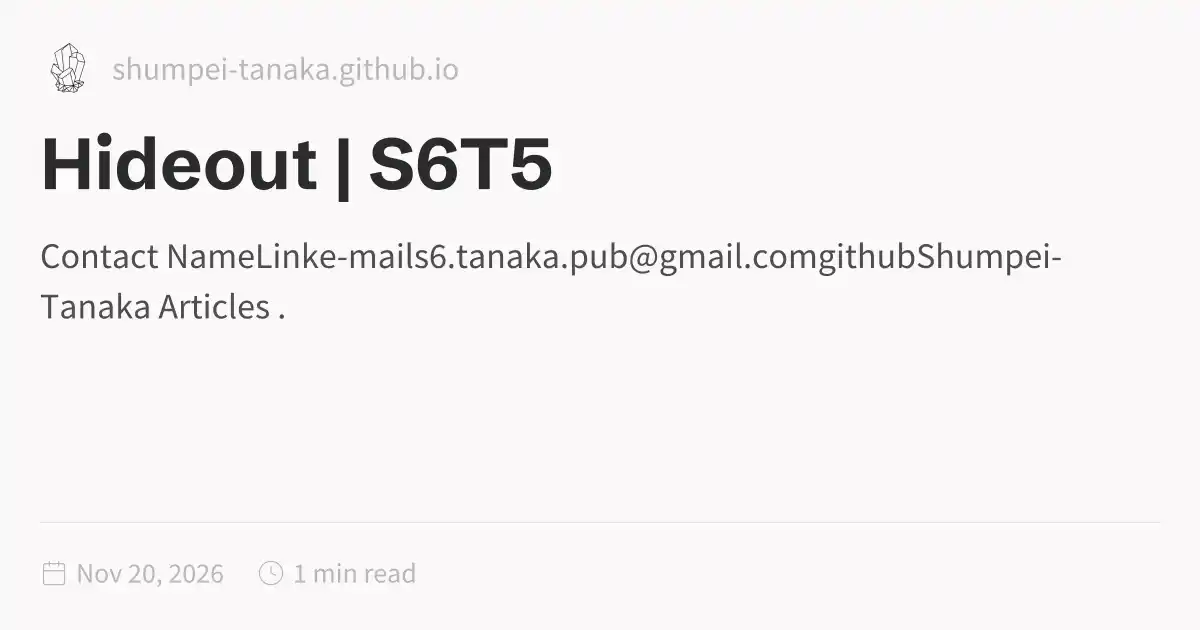 shumpei-tanaka.github.io
Hideout | S6T5
Contact NameLinke-mails6.tanaka.pub@gmail.comgithubShumpei-
Tanaka Articles .
Nov 20, 2026 1 min read